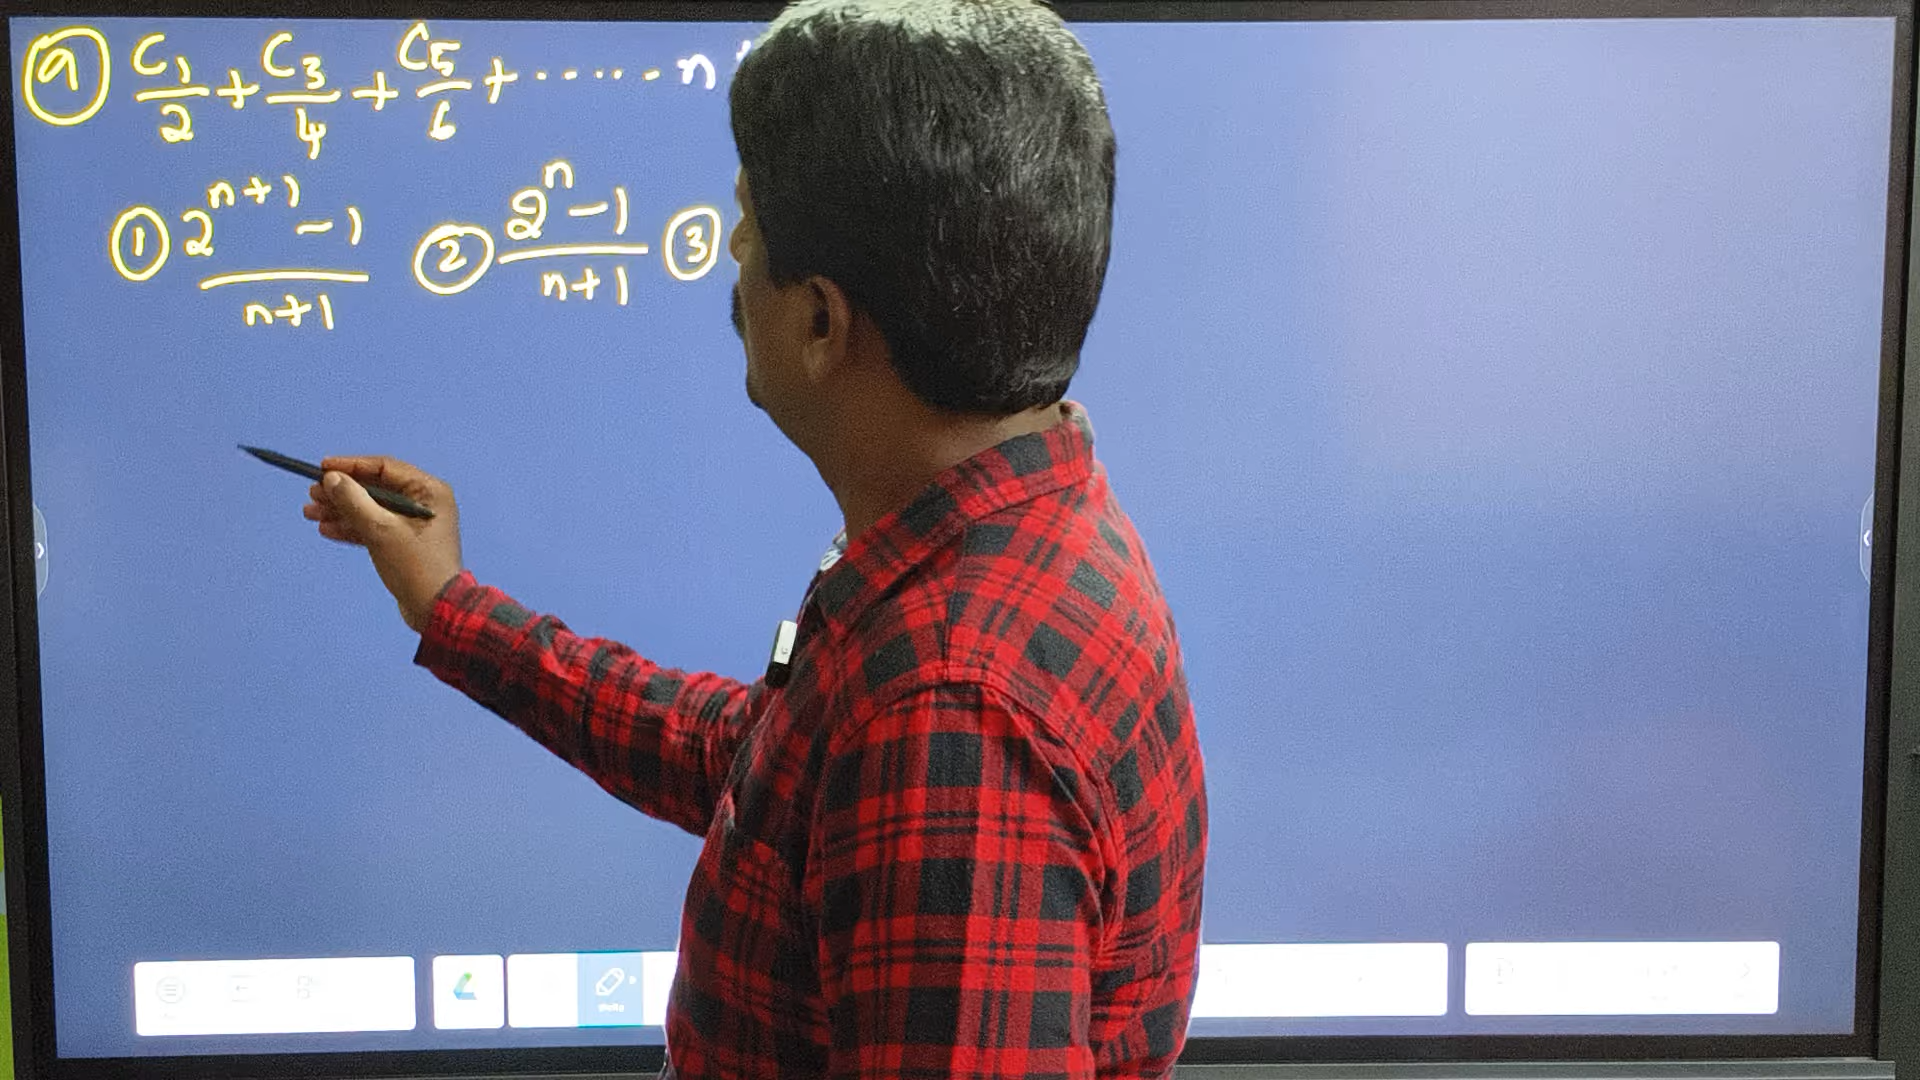 9 C1/2 + C3/4 + C5/6 + ...... n
① (2^(n+1) - 1)/(n+1) ② (2^n - 1)/(n+1) ③